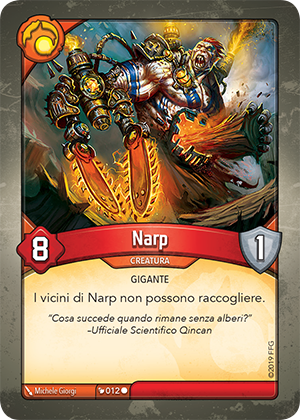 Narp
8
CREATURA
1
GIGANTE
I vicini di Narp non possono raccogliere.
"Cosa succede quando rimane senza alberi?"
–Ufficiale Scientifico Qincan
Michele Giorgi
012
©2019 FFG